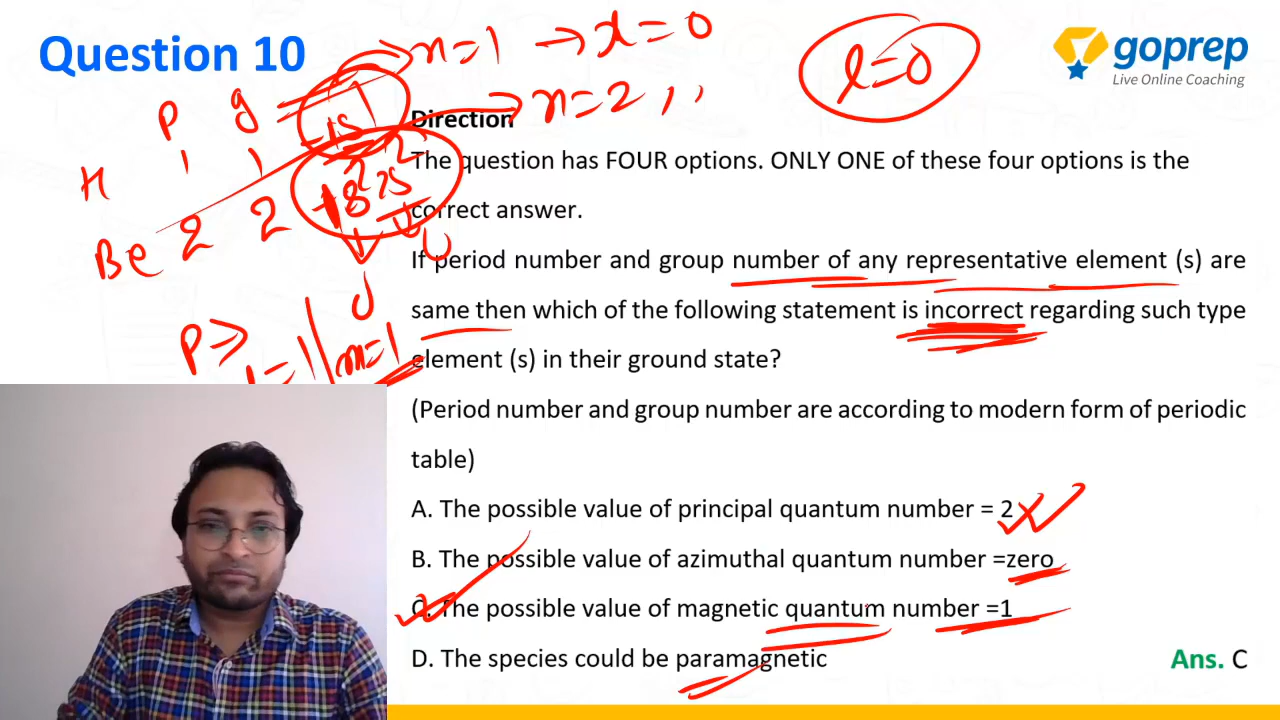 Question 10
goprep
Live Online Coaching
n=1 → x=0
n=2 , ,
l=0
P g
H 1 1 1s1
Be 2 2 1s2 2s2
P ⇒
l=1 m=1
Direction
The question has FOUR options. ONLY ONE of these four options is the
correct answer.
If period number and group number of any representative element (s) are
same then which of the following statement is incorrect regarding such type
element (s) in their ground state?
(Period number and group number are according to modern form of periodic
table)
A. The possible value of principal quantum number = 2
B. The possible value of azimuthal quantum number =zero
C. The possible value of magnetic quantum number =1
D. The species could be paramagnetic
Ans. C